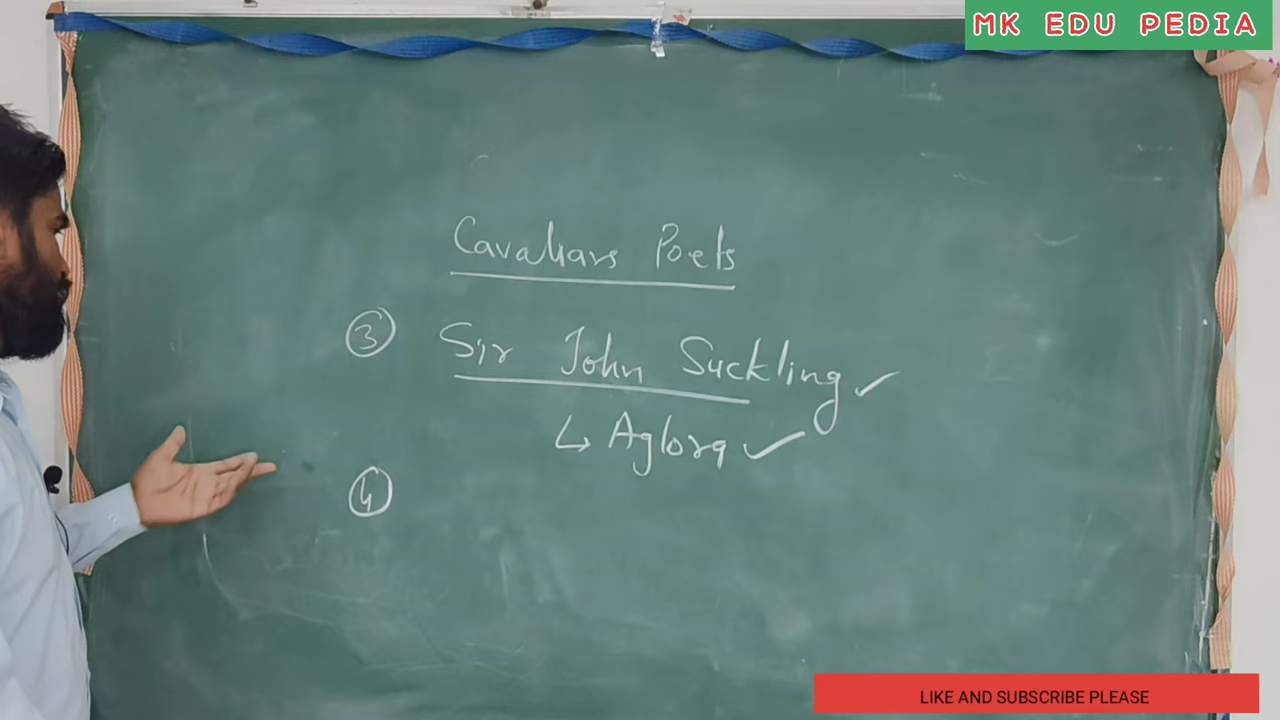 MK EDU PEDIA
Cavaliars Poets
③ Sir John Suckling ✓
↳ Aglora ✓
④
LIKE AND SUBSCRIBE PLEASE